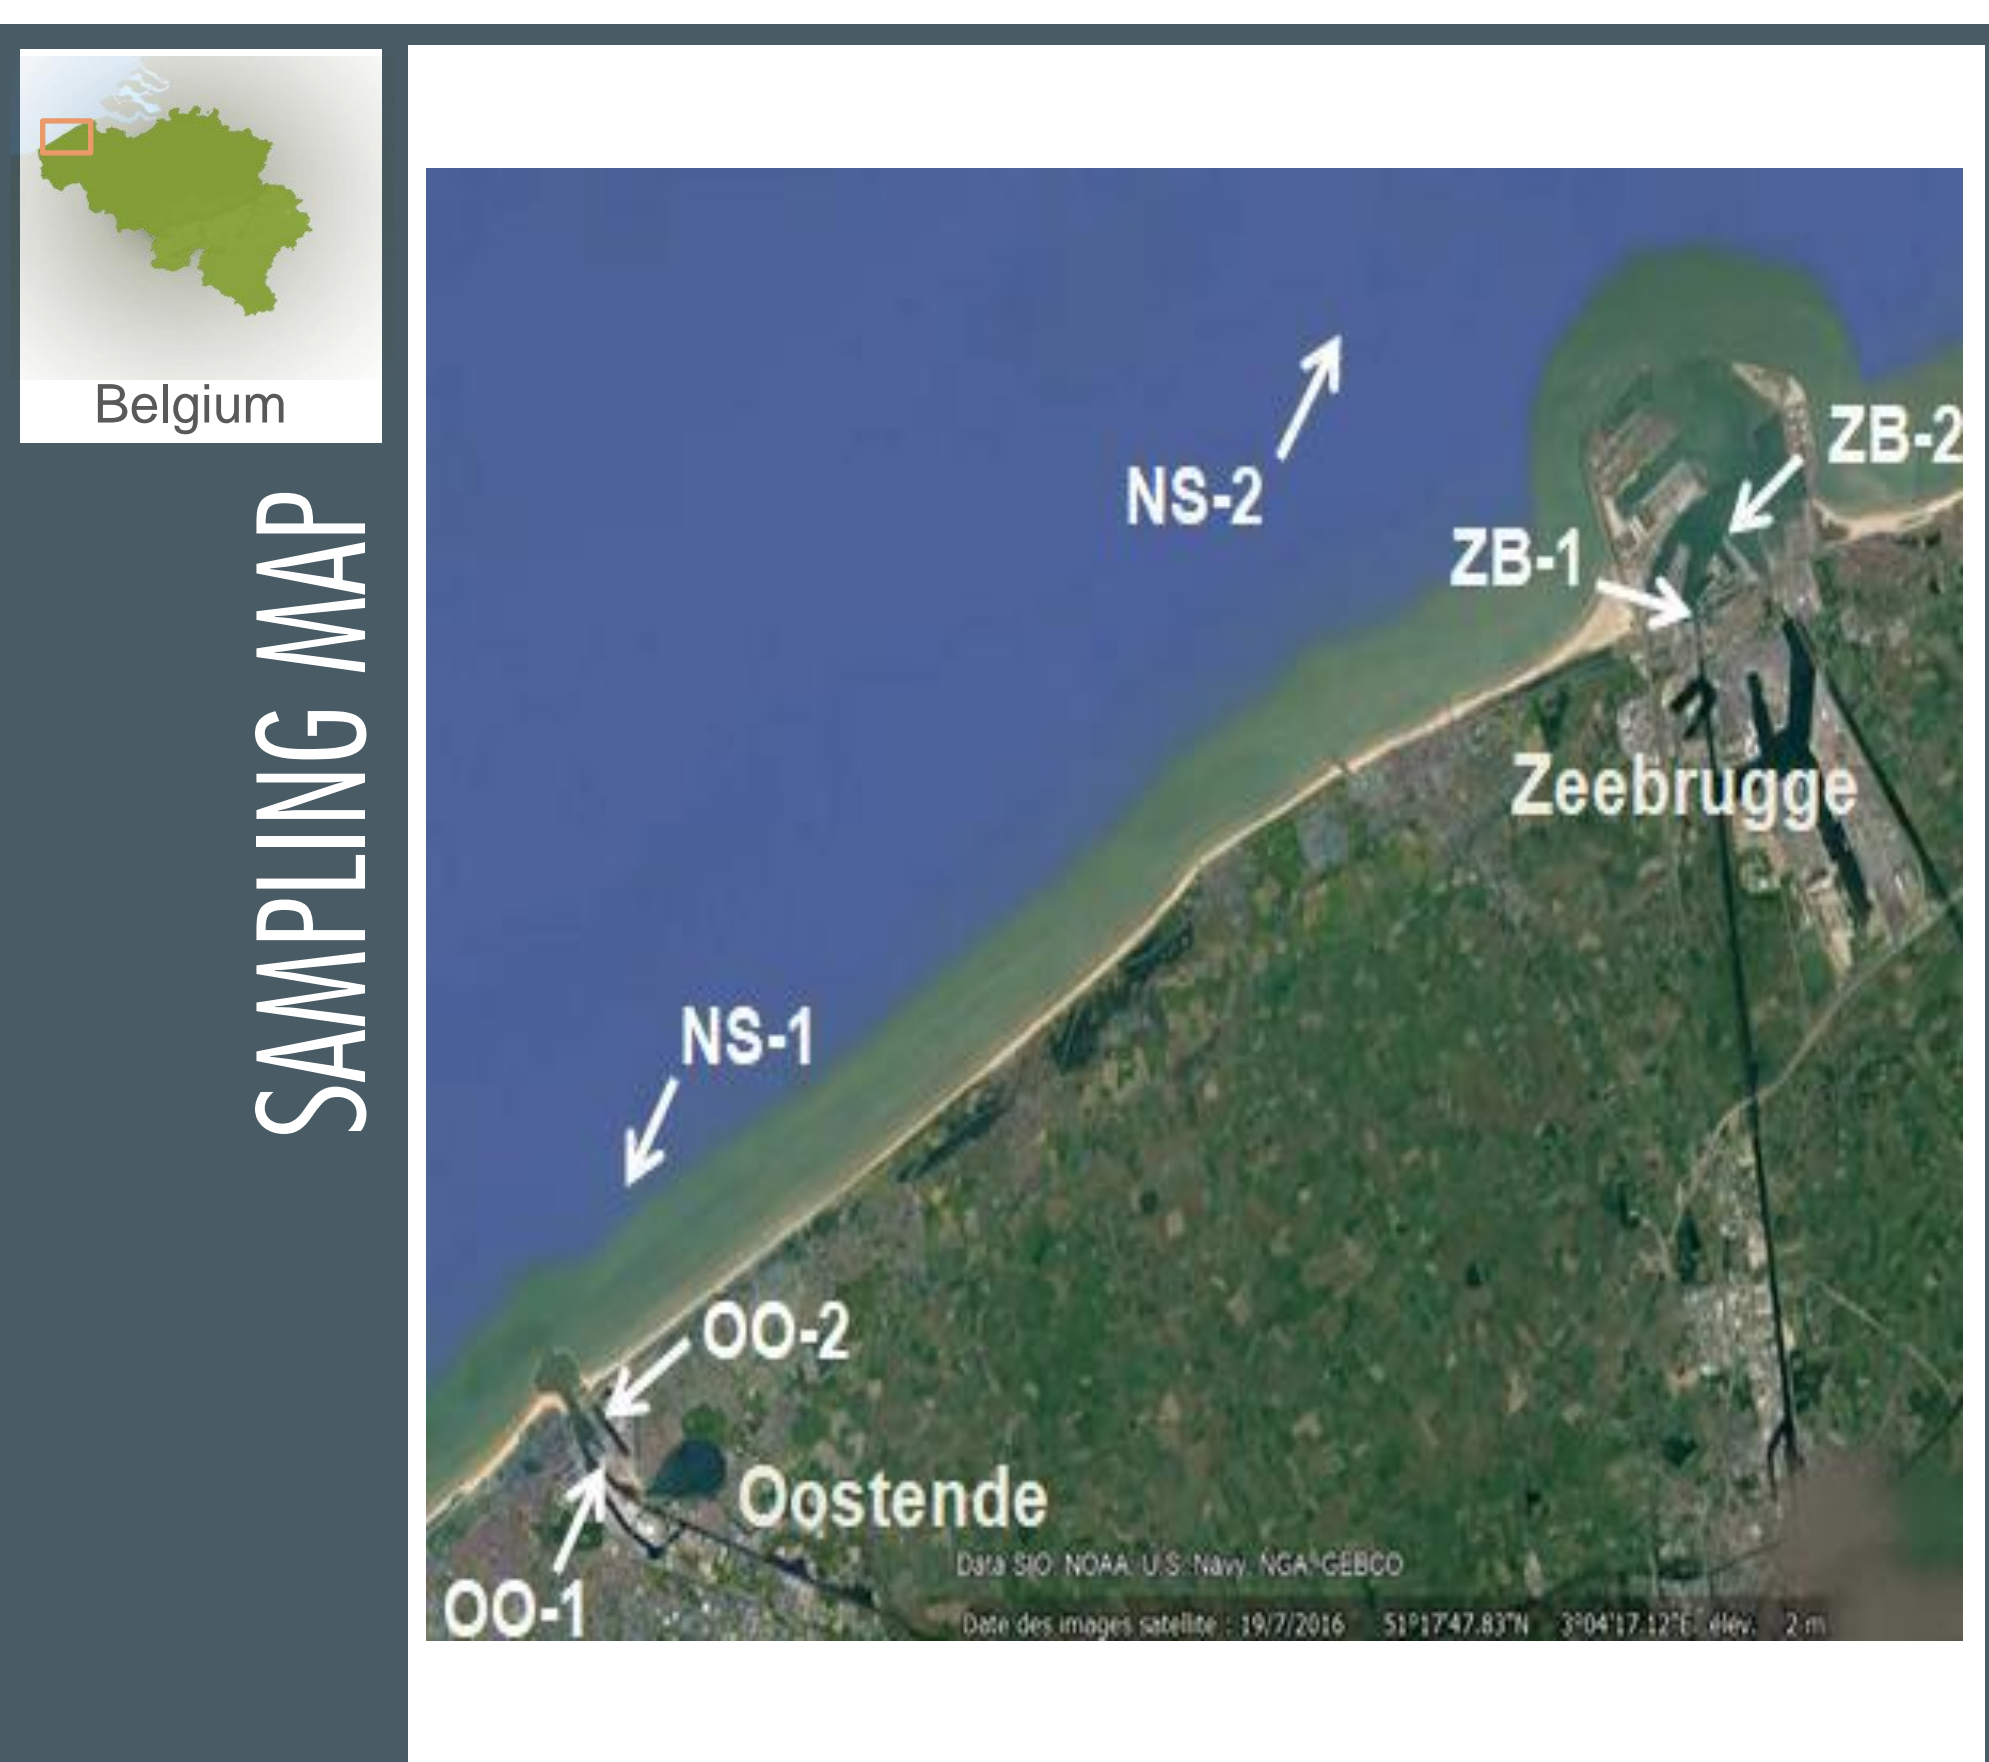 Belgium
SAMPLING MAP
NS-2
ZB-2
ZB-1
Zeebrugge
NS-1
OO-2
Oostende
OO-1
Data SIO, NOAA, U.S. Navy, NGA, GEBCO
Date des images satellite : 19/7/2016 51°17'47.83"N 3°04'17.12"E élév. 2 m